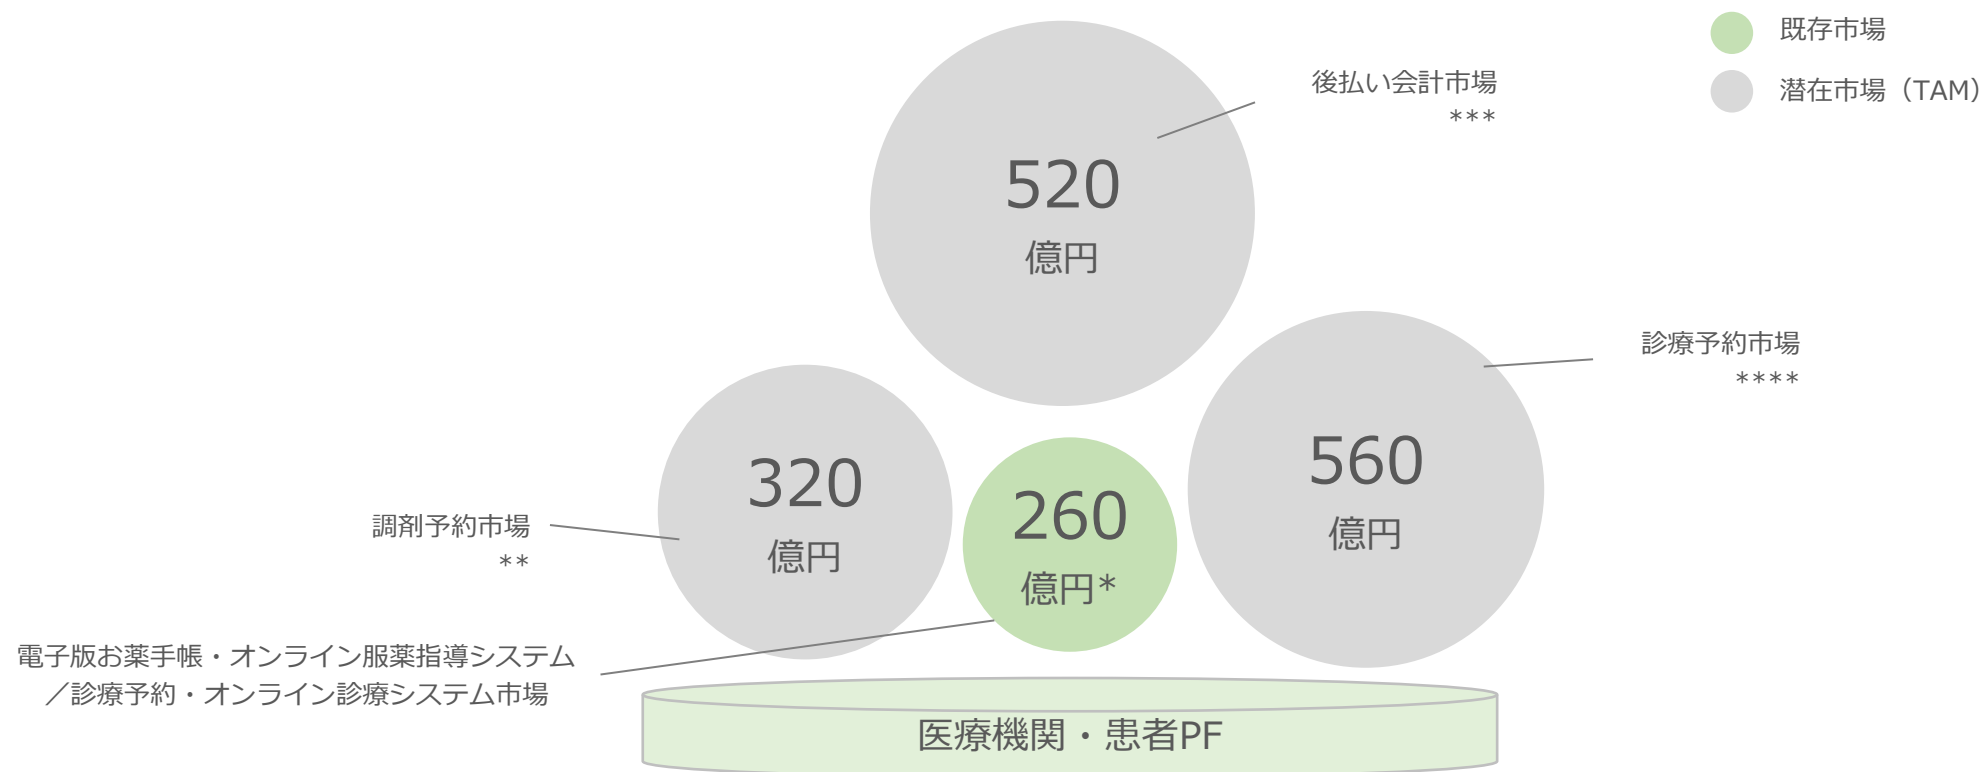 既存市場
潜在市場（TAM）
後払い会計市場
***
520
億円
診療予約市場
****
560
億円
320
億円
調剤予約市場
**
260
億円*
電子版お薬手帳・オンライン服薬指導システム
／診療予約・オンライン診療システム市場
医療機関・患者PF